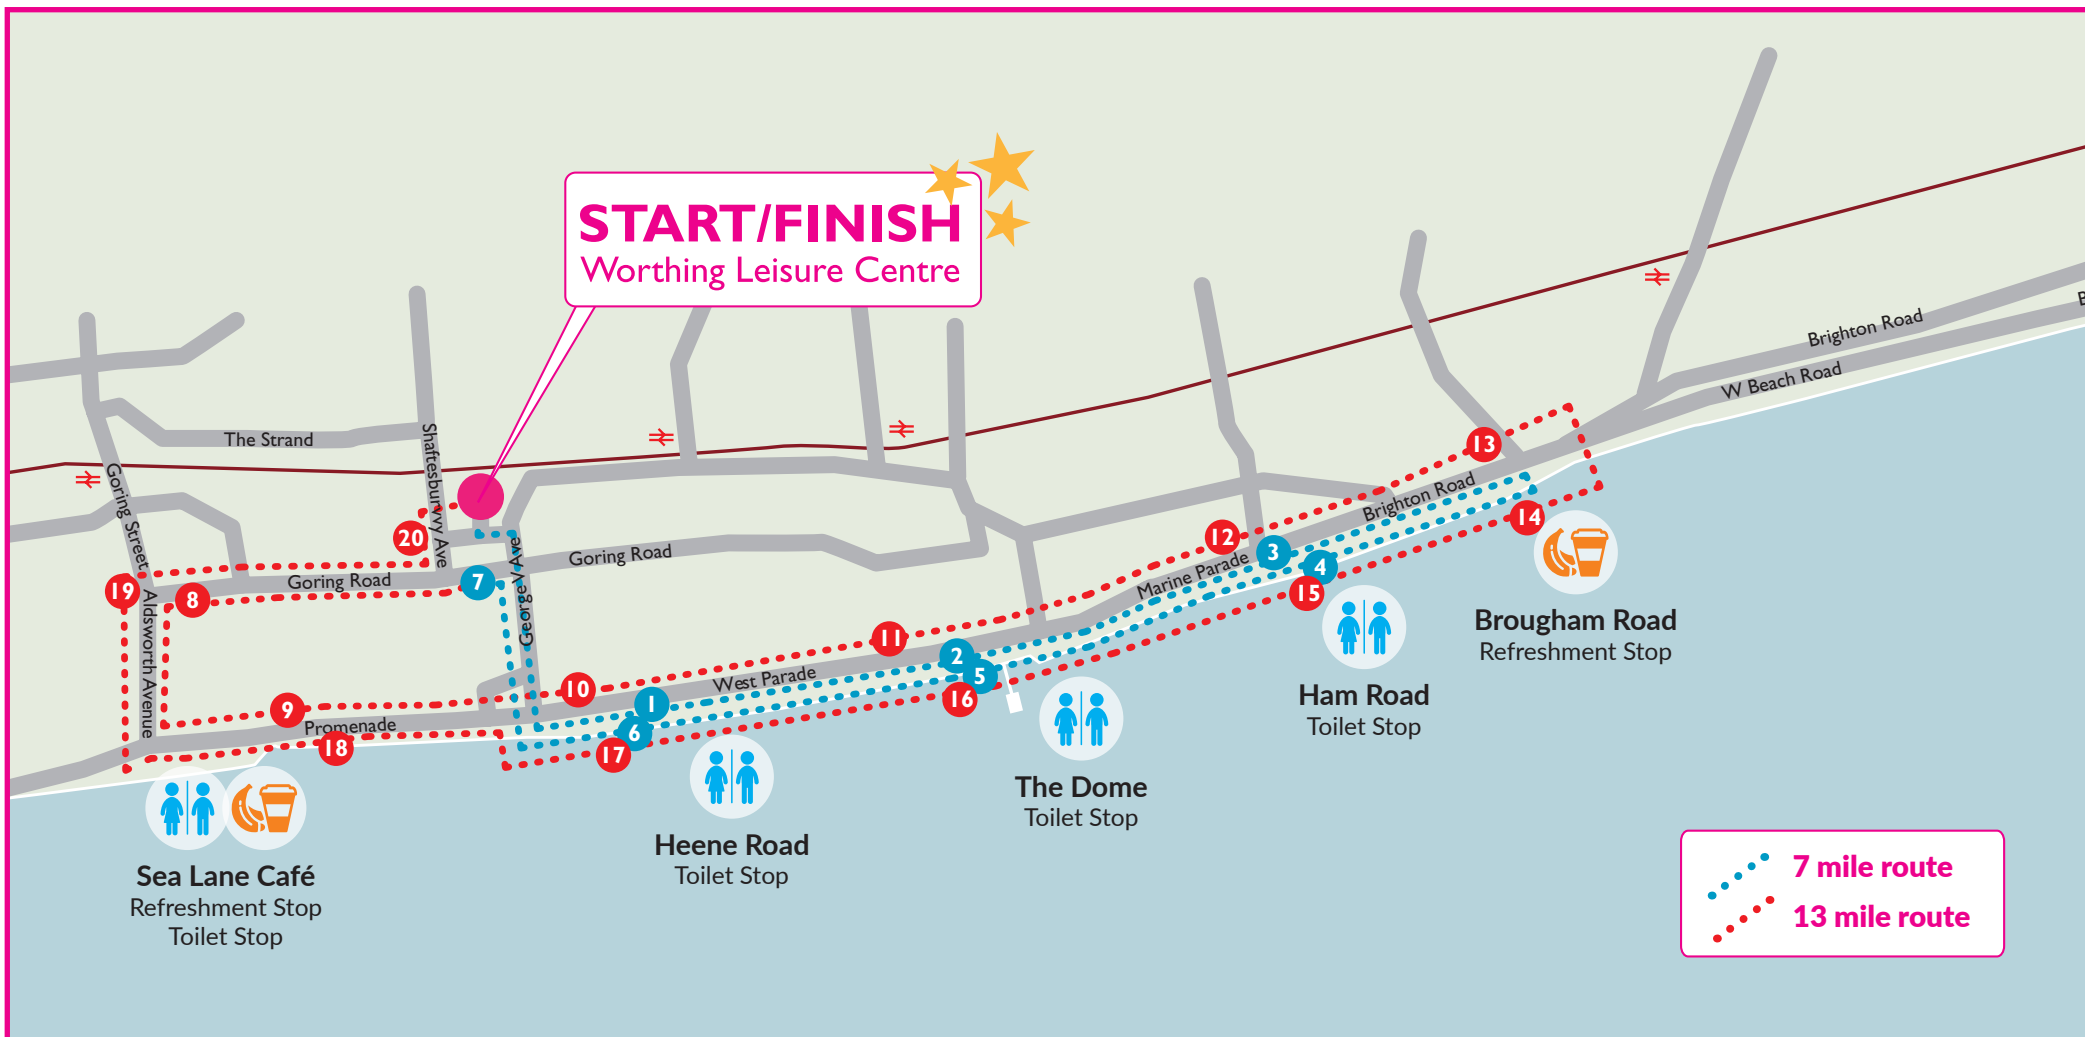 START/FINISH
Worthing Leisure Centre
Brighton Road
B
W Beach Road
The Strand
Shaftesburvvy Ave
Goring Street
13
20
Goring Road
Goring Road
George V Ave
Brighton Road
14
12
3
4
15
Marine Parade
7
19
8
Aldsworth Avenue
11
2
5
16
West Parade
10
1
6
17
9
Promenade
18
Brougham Road
Refreshment Stop
Ham Road
Toilet Stop
The Dome
Toilet Stop
Heene Road
Toilet Stop
Sea Lane Café
Refreshment Stop
Toilet Stop
7 mile route
13 mile route